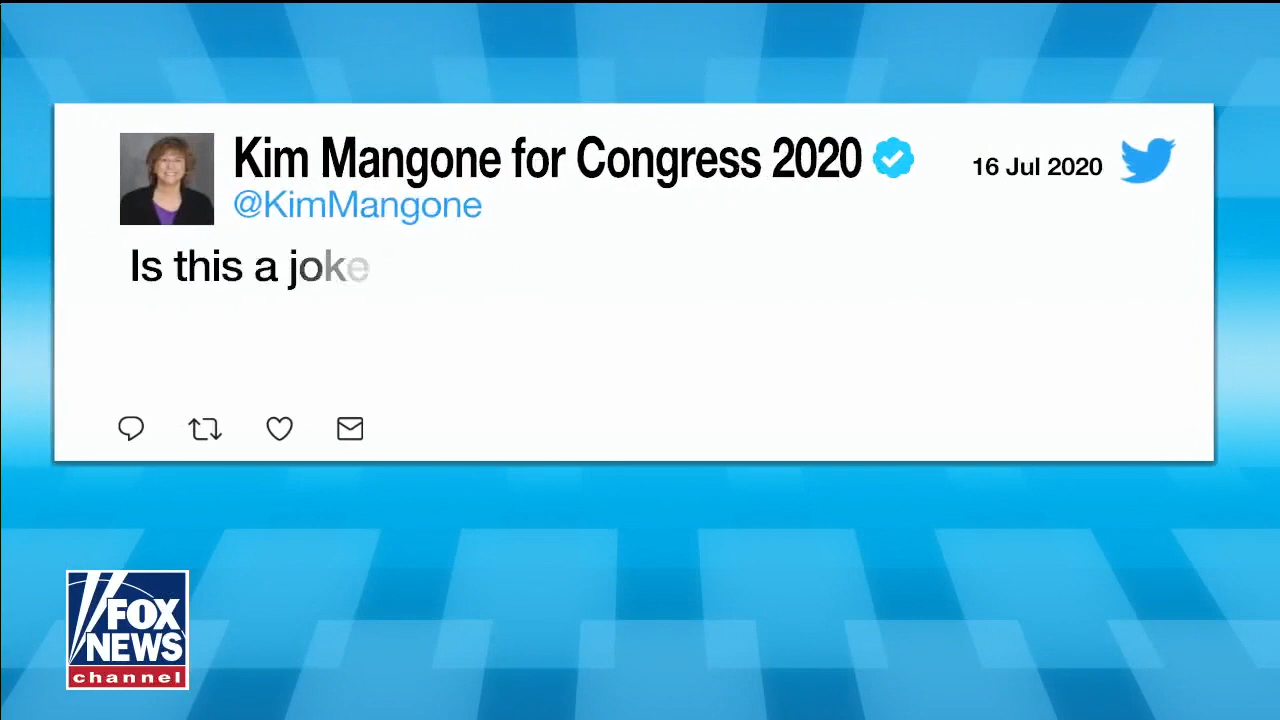 Kim Mangone for Congress 2020
16 Jul 2020
@KimMangone
Is this a joke
FOX
NEWS
channel